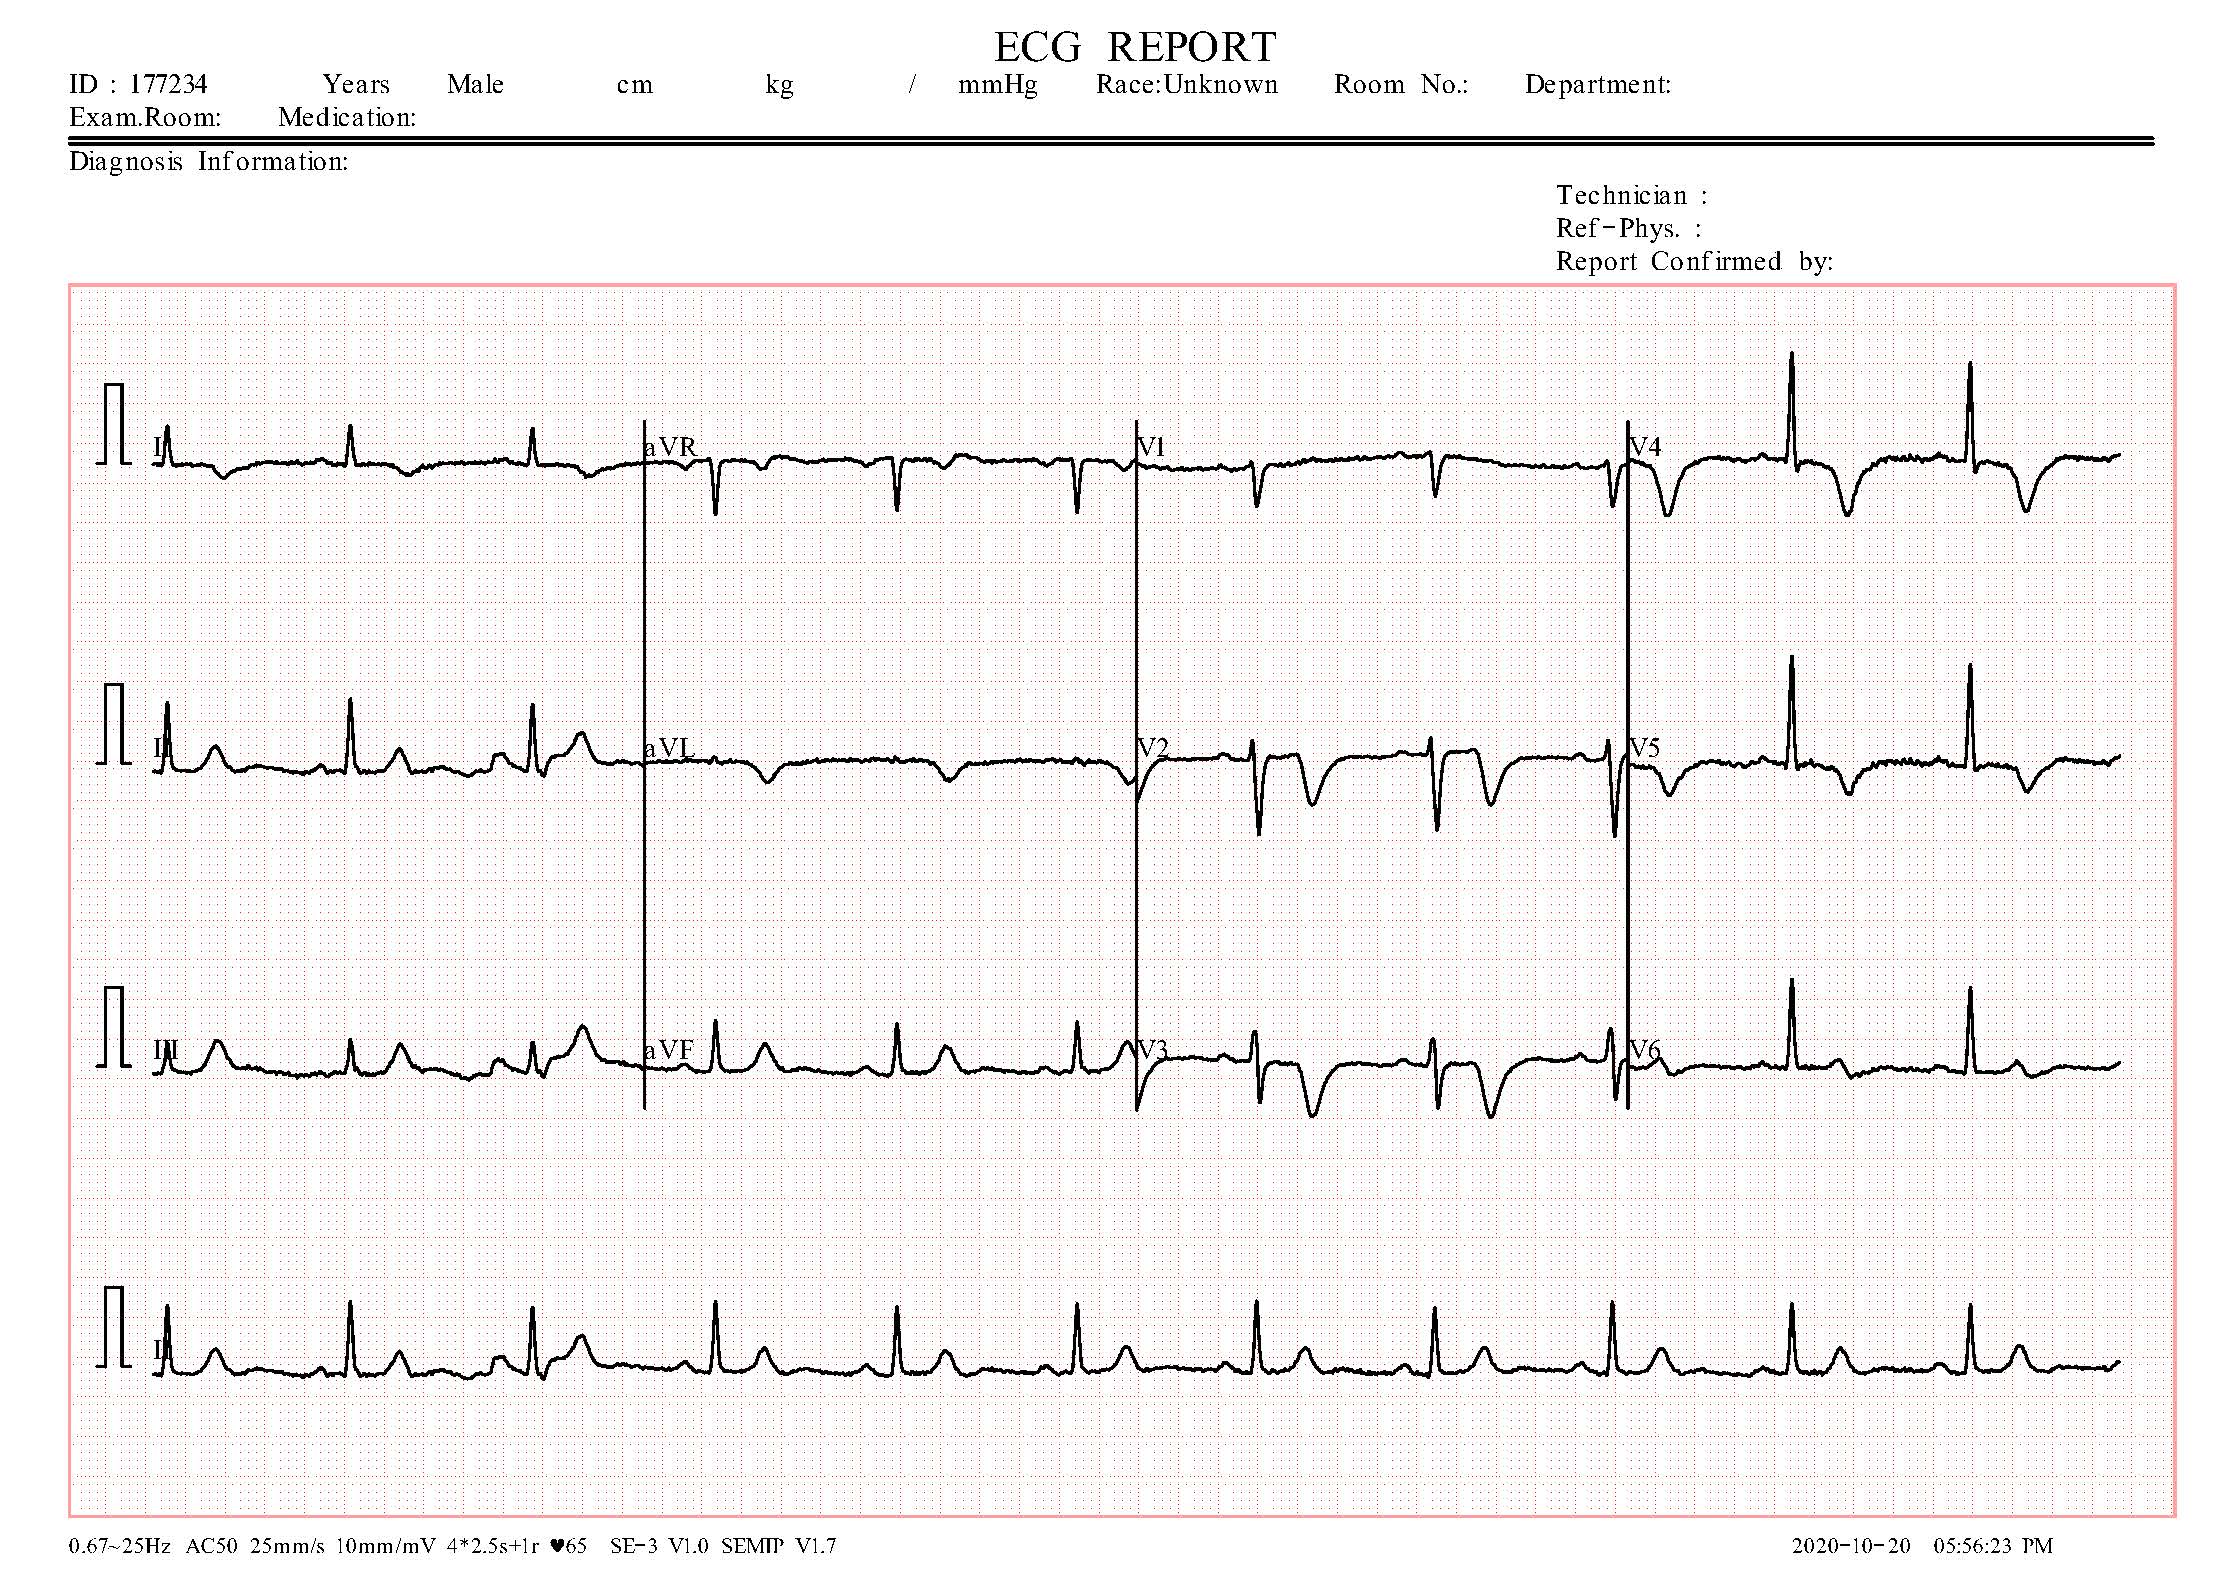 ECG REPORT
ID : 177234 Years Male cm kg / mmHg Race:Unknown Room No.: Department:
Exam.Room: Medication:
Diagnosis Information:
Technician :
Ref-Phys. :
Report Confirmed by:
I aVR V1 V4
II aVL V2 V5
III aVF V3 V6
II
0.67~25Hz AC50 25mm/s 10mm/mV 4*2.5s+1r ♥65 SE-3 V1.0 SEMIP V1.7
2020-10-20 05:56:23 PM